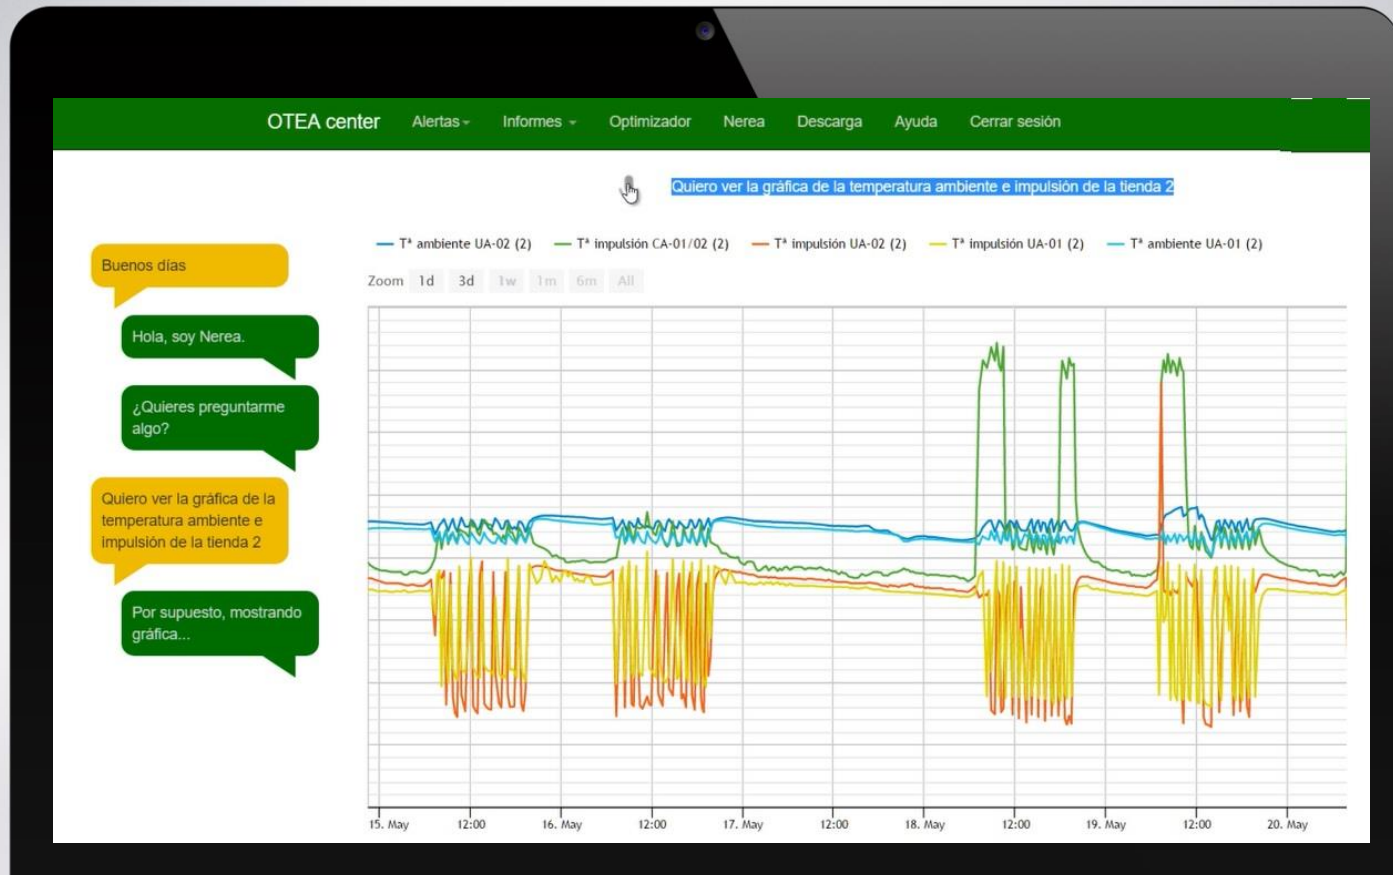 OTEA center Alertas Informes Optimizador Nerea Descarga Ayuda Cerrar sesión
Quiero ver la gráfica de la temperatura ambiente e impulsión de la tienda 2
Tª ambiente UA-02 (2) Tª impulsión CA-01/02 (2) Tª impulsión UA-02 (2) Tª impulsión UA-01 (2) Tª ambiente UA-01 (2)
Zoom 1d 3d 1w 1m 6m All
Buenos días
Hola, soy Nerea.
¿Quieres preguntarme
algo?
Quiero ver la gráfica de la
temperatura ambiente e
impulsión de la tienda 2
Por supuesto, mostrando
gráfica...
15. May 12:00 16. May 12:00 17. May 12:00 18. May 12:00 19. May 12:00 20. May